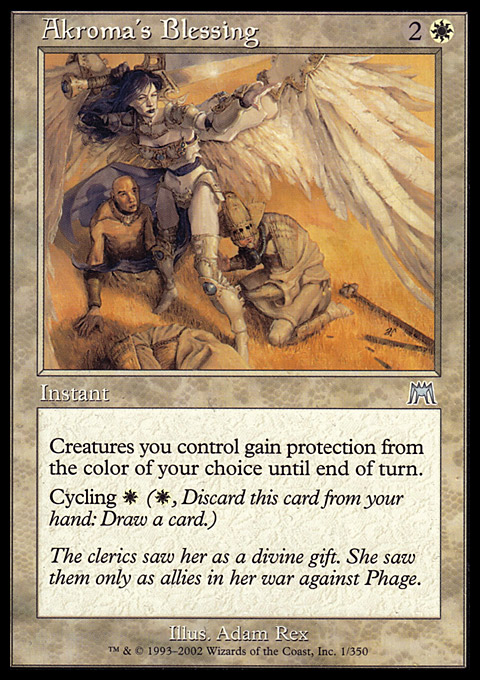 Akroma's Blessing 2
Instant
Creatures you control gain protection from
the color of your choice until end of turn.
Cycling (, Discard this card from your
hand: Draw a card.)
The clerics saw her as a divine gift. She saw
them only as allies in her war against Phage.
Illus. Adam Rex
™ & © 1993–2002 Wizards of the Coast, Inc. 1/350